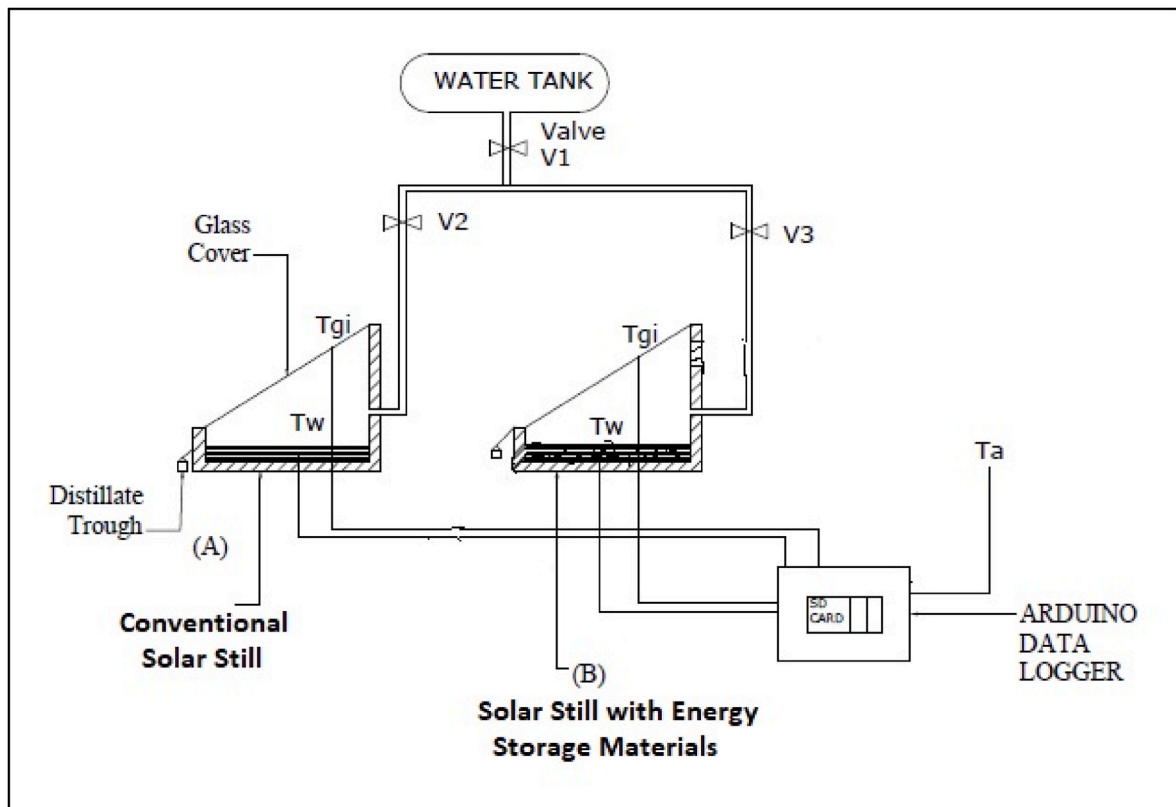 WATER TANK
Valve
V1
V2
V3
Glass
Cover
Tgi
Tgi
Tw
Tw
Ta
Distillate
Trough
(A)
Conventional
Solar Still
(B)
Solar Still with Energy
Storage Materials
SD
CARD
ARDUINO
DATA
LOGGER